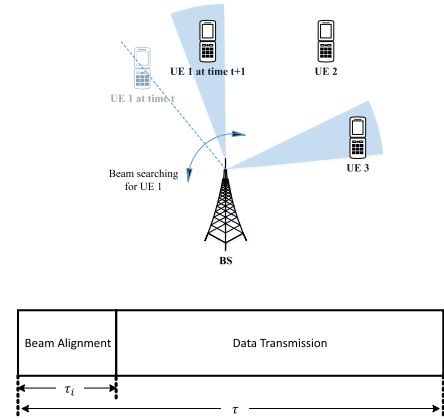 UE 1 at time t+1
UE 2
UE 1 at time t
UE 3
Beam searching
for UE 1
BS
Beam Alignment
Data Transmission
τᵢ
τ